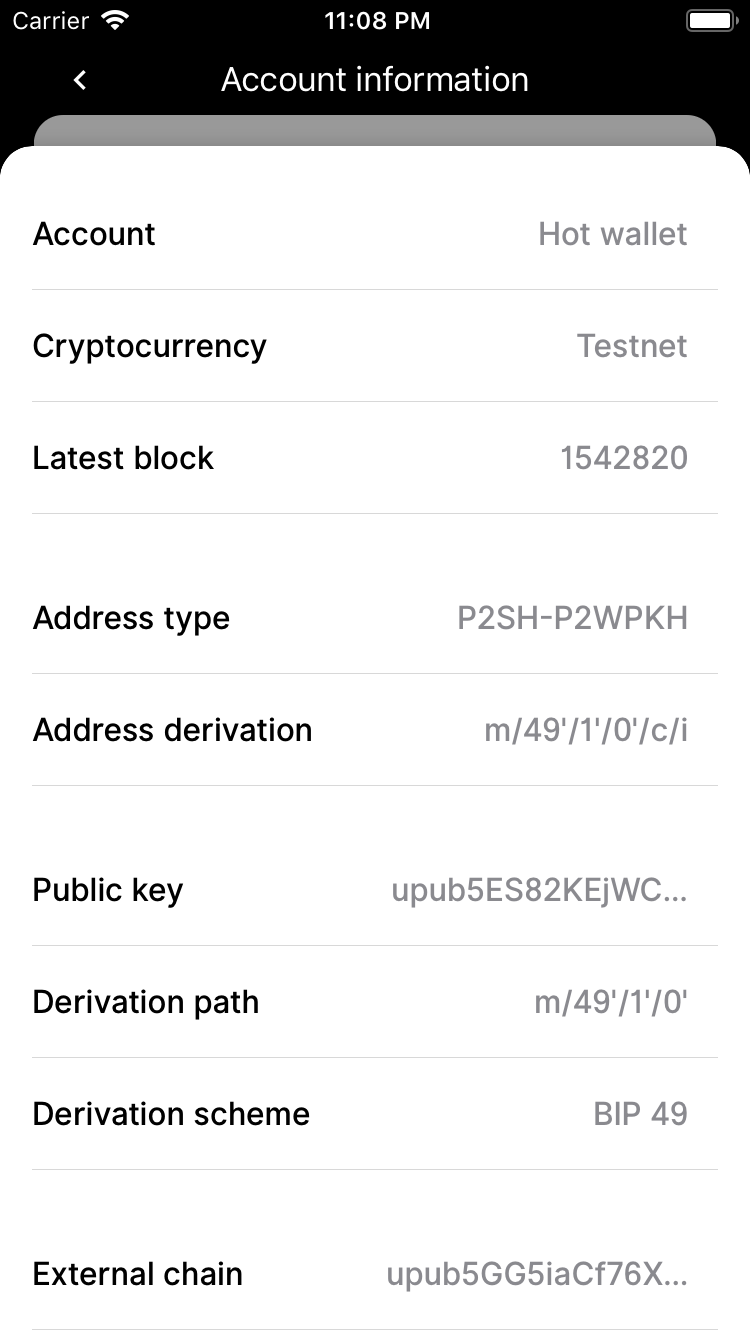 Carrier 11:08 PM
Account information
Account Hot wallet
Cryptocurrency Testnet
Latest block 1542820
Address type P2SH-P2WPKH
Address derivation m/49'/1'/0'/c/i
Public key upub5ES82KEjWC...
Derivation path m/49'/1'/0'
Derivation scheme BIP 49
External chain upub5GG5iaCf76X...